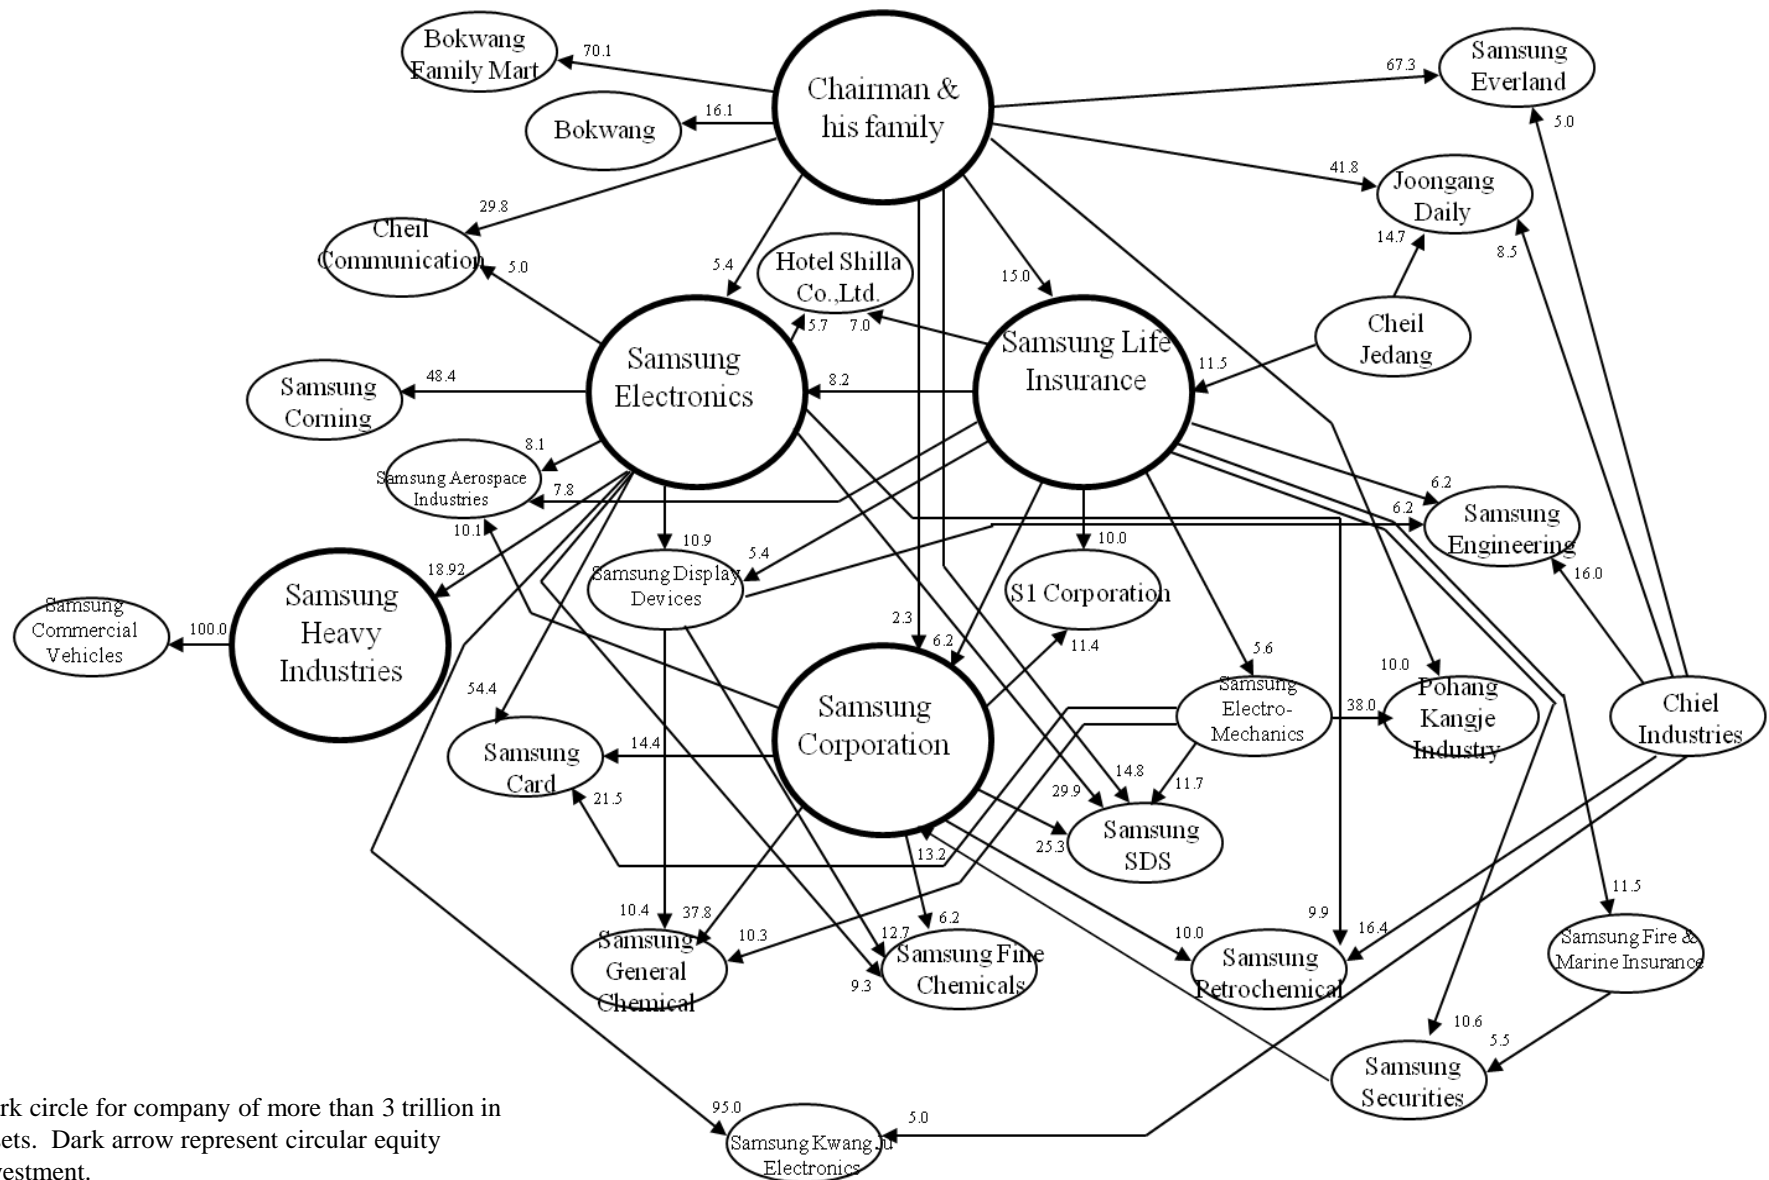 Bokwang
Family Mart
70.1
Chairman &
his family
67.3
Samsung
Everland
Bokwang
16.1
5.0
41.8
Joongang
Daily
29.8
Cheil
Communication
5.0
14.7
8.5
5.4
Hotel Shilla
Co.,Ltd.
15.0
5.7
7.0
Cheil
Jedang
Samsung
Electronics
Samsung Life
Insurance
11.5
48.4
8.2
Samsung
Corning
8.1
Samsung Aerospace
Industries
7.8
10.1
6.2
6.2
Samsung
Engineering
16.0
10.9
5.4
10.0
18.92
Samsung Display
Devices
S1 Corporation
Samsung
Heavy
Industries
Samsung
Commercial
Vehicles
100.0
2.3
6.2
11.4
5.6
10.0
54.4
Samsung
Corporation
Samsung
Electro-
Mechanics
38.0
Pohang
Kangje
Industry
Chiel
Industries
14.4
Samsung
Card
21.5
29.9
14.8
11.7
25.3
Samsung
SDS
13.2
10.4
37.8
6.2
12.7
9.3
10.3
Samsung
General
Chemical
Samsung Fine
Chemicals
10.0
9.9
16.4
Samsung
Petrochemical
11.5
Samsung Fire &
Marine Insurance
10.6
5.5
Samsung
Securities
95.0
5.0
Samsung Kwang Ju
Electronics
rk circle for company of more than 3 trillion in
ets. Dark arrow represent circular equity
vestment.